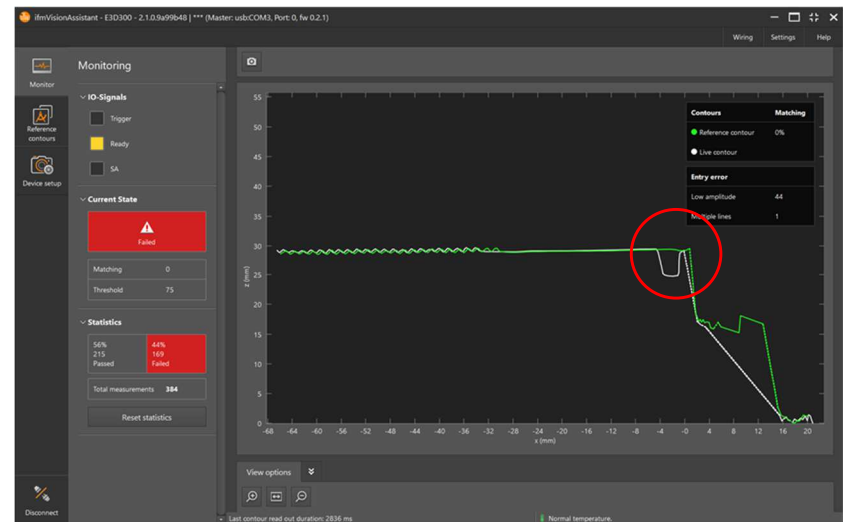 ifmVisionAssistant - E3D300 - 2.1.0.9a99b48 | *** (Master: usb:COM3, Port: 0, fw 0.2.1)
Wiring Settings Help
Monitor
Reference
contours
Device setup
Disconnect
Monitoring
IO-Signals
Trigger
Ready
SA
Current State
Failed
Matching 0
Threshold 75
Statistics
56% 44%
215 169
Passed Failed
Total measurements 384
Reset statistics
Contours Matching
Reference contour 0%
Live contour
Entry error
Low amplitude 44
Multiple lines 1
z (mm)
55
50
45
40
35
30
25
20
15
10
5
0
-68 -64 -60 -56 -52 -48 -44 -40 -36 -32 -28 -24 -20 -16 -12 -8 -4 -0 4 8 12 16 20
x (mm)
View options
Last contour read out duration: 2836 ms
Normal temperature.